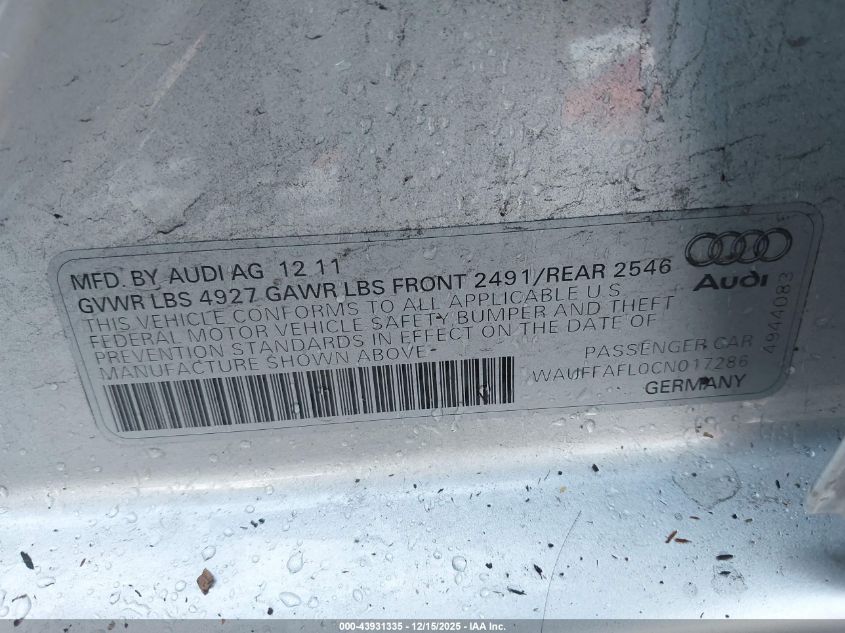 MFD. BY AUDI AG 12 11
GVWR LBS 4927 GAWR LBS FRONT 2491/REAR 2546
THIS VEHICLE CONFORMS TO ALL APPLICABLE U S
FEDERAL MOTOR VEHICLE SAFETY BUMPER AND THEFT
PREVENTION STANDARDS IN EFFECT ON THE DATE OF
MANUFACTURE SHOWN ABOVE
PASSENGER CAR
WAUFFAFL0CN017286
GERMANY
Audi
4944083
000-43931335 - 12/15/2025 - IAA Inc.